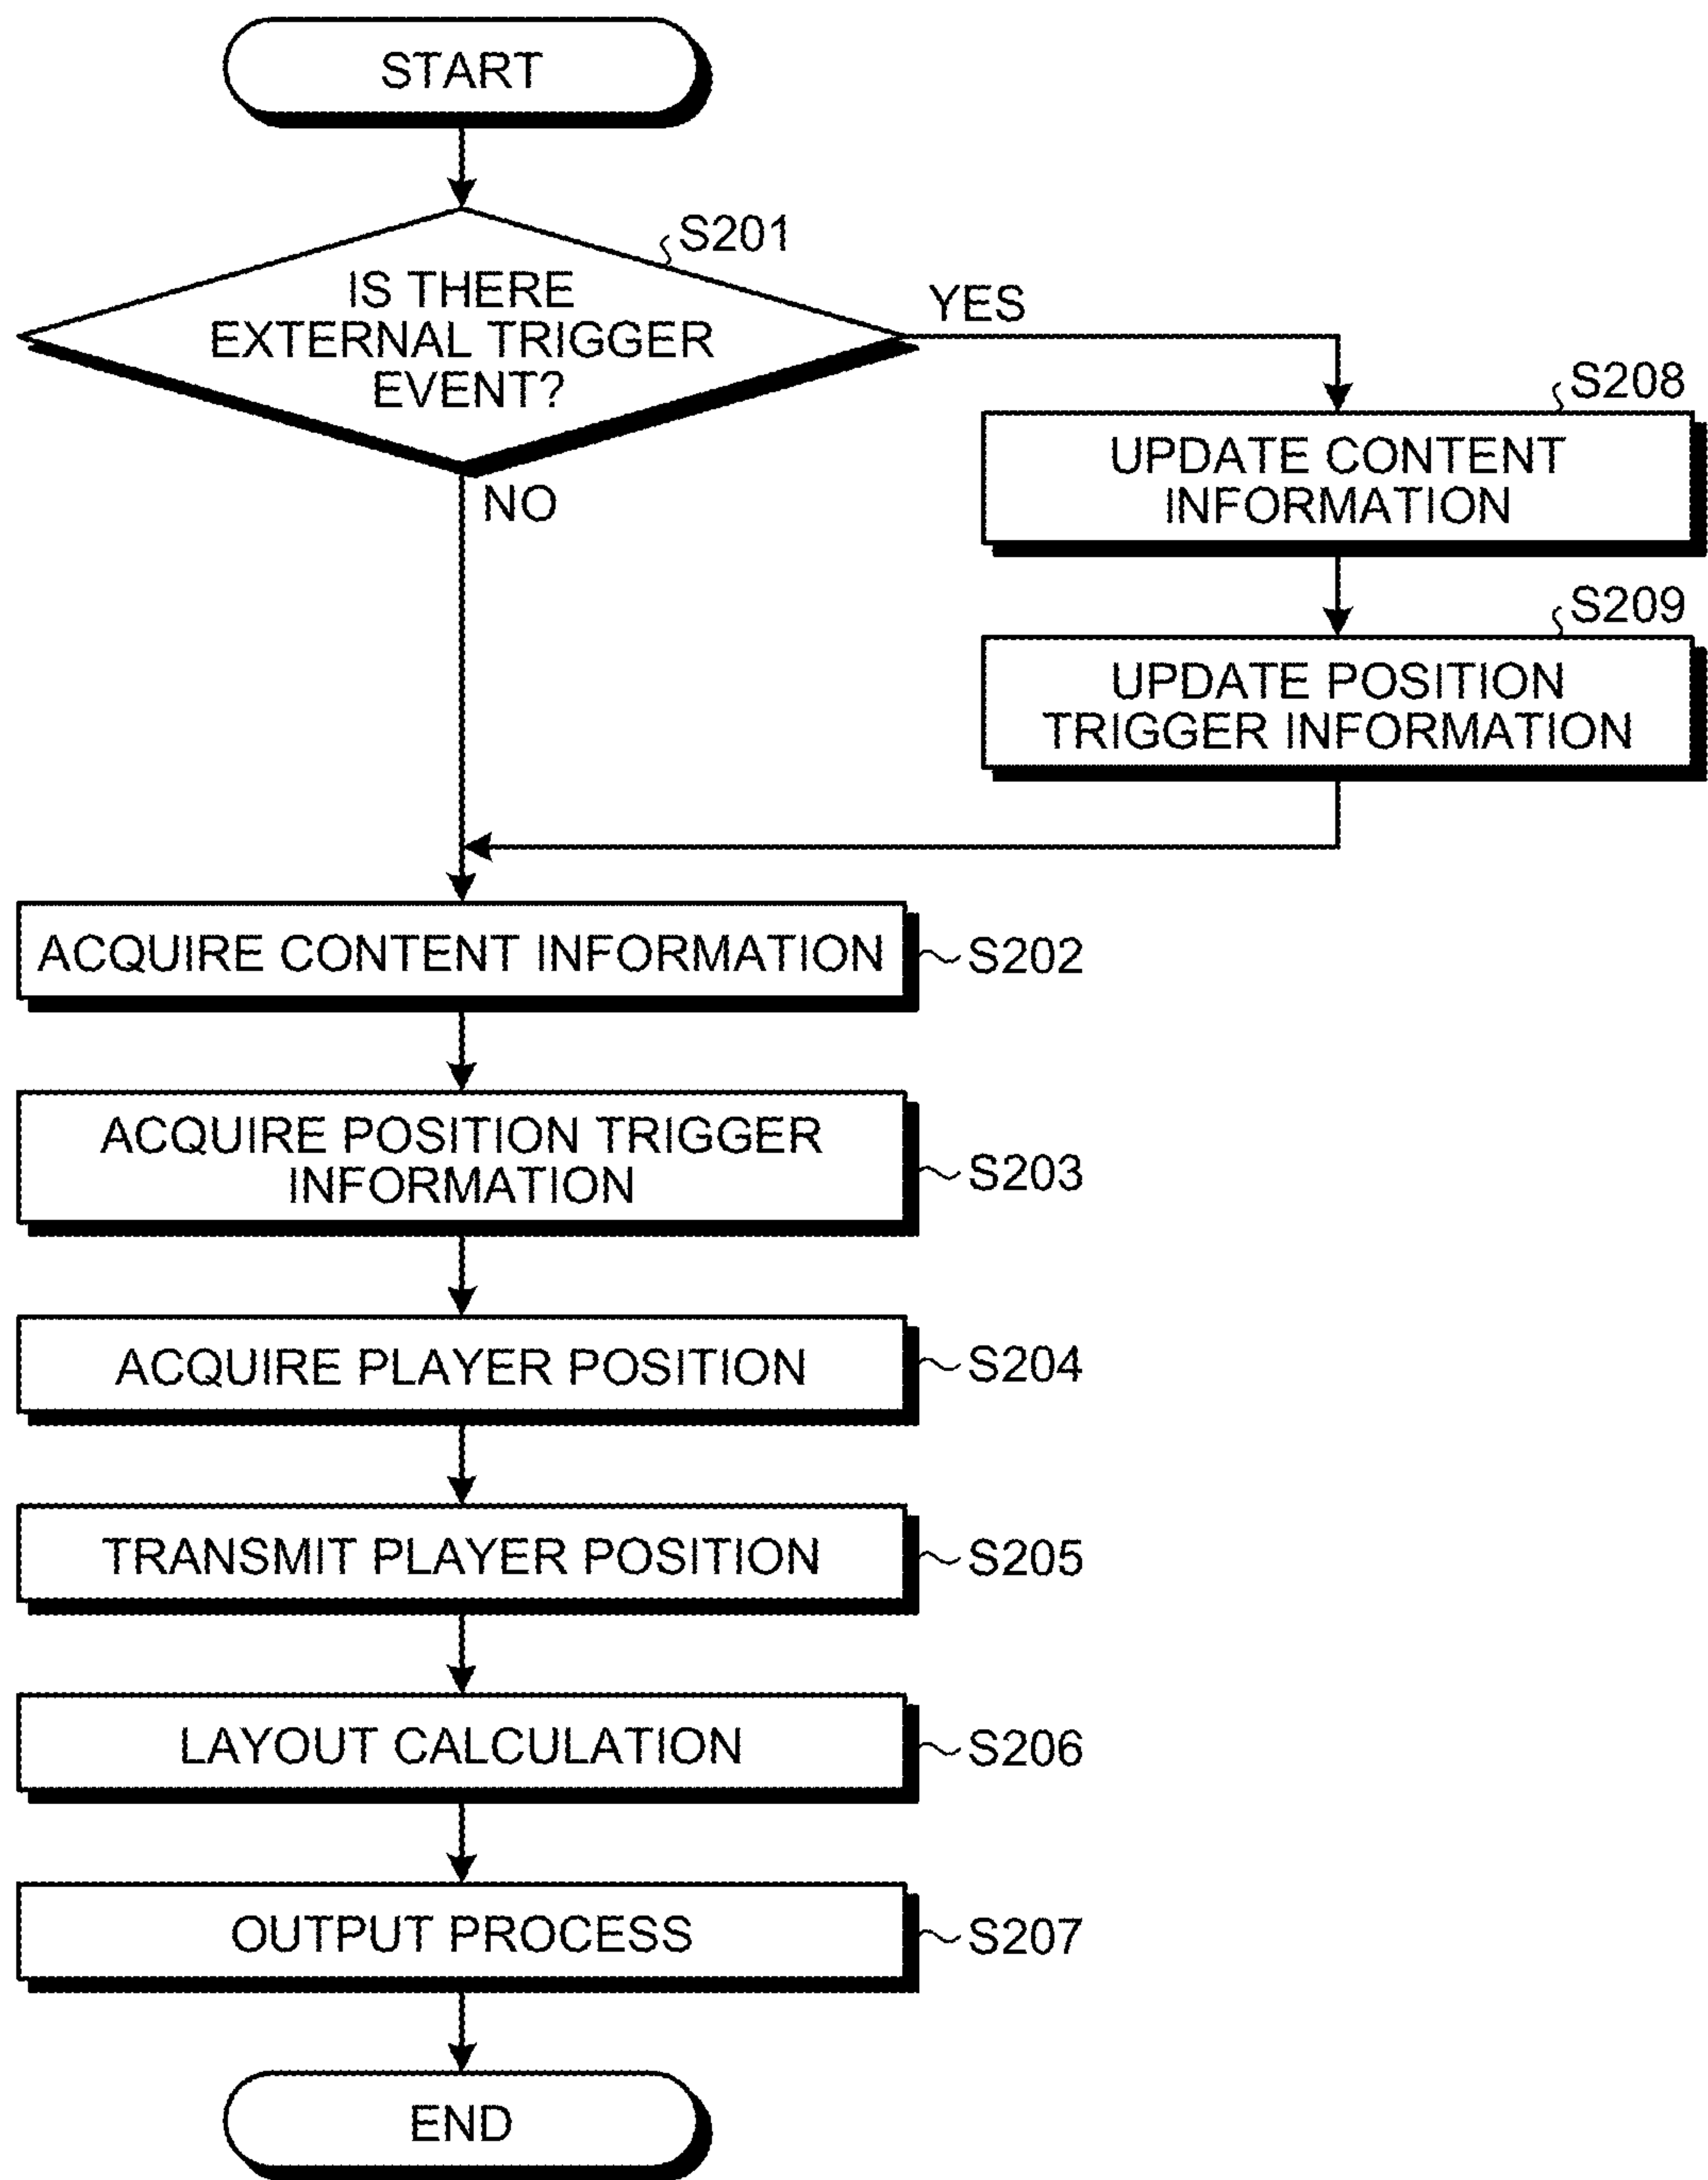 START
S201
IS THERE
EXTERNAL TRIGGER
EVENT?
YES
NO
S208
UPDATE CONTENT
INFORMATION
S209
UPDATE POSITION
TRIGGER INFORMATION
ACQUIRE CONTENT INFORMATION
S202
ACQUIRE POSITION TRIGGER
INFORMATION
S203
ACQUIRE PLAYER POSITION
S204
TRANSMIT PLAYER POSITION
S205
LAYOUT CALCULATION
S206
OUTPUT PROCESS
S207
END